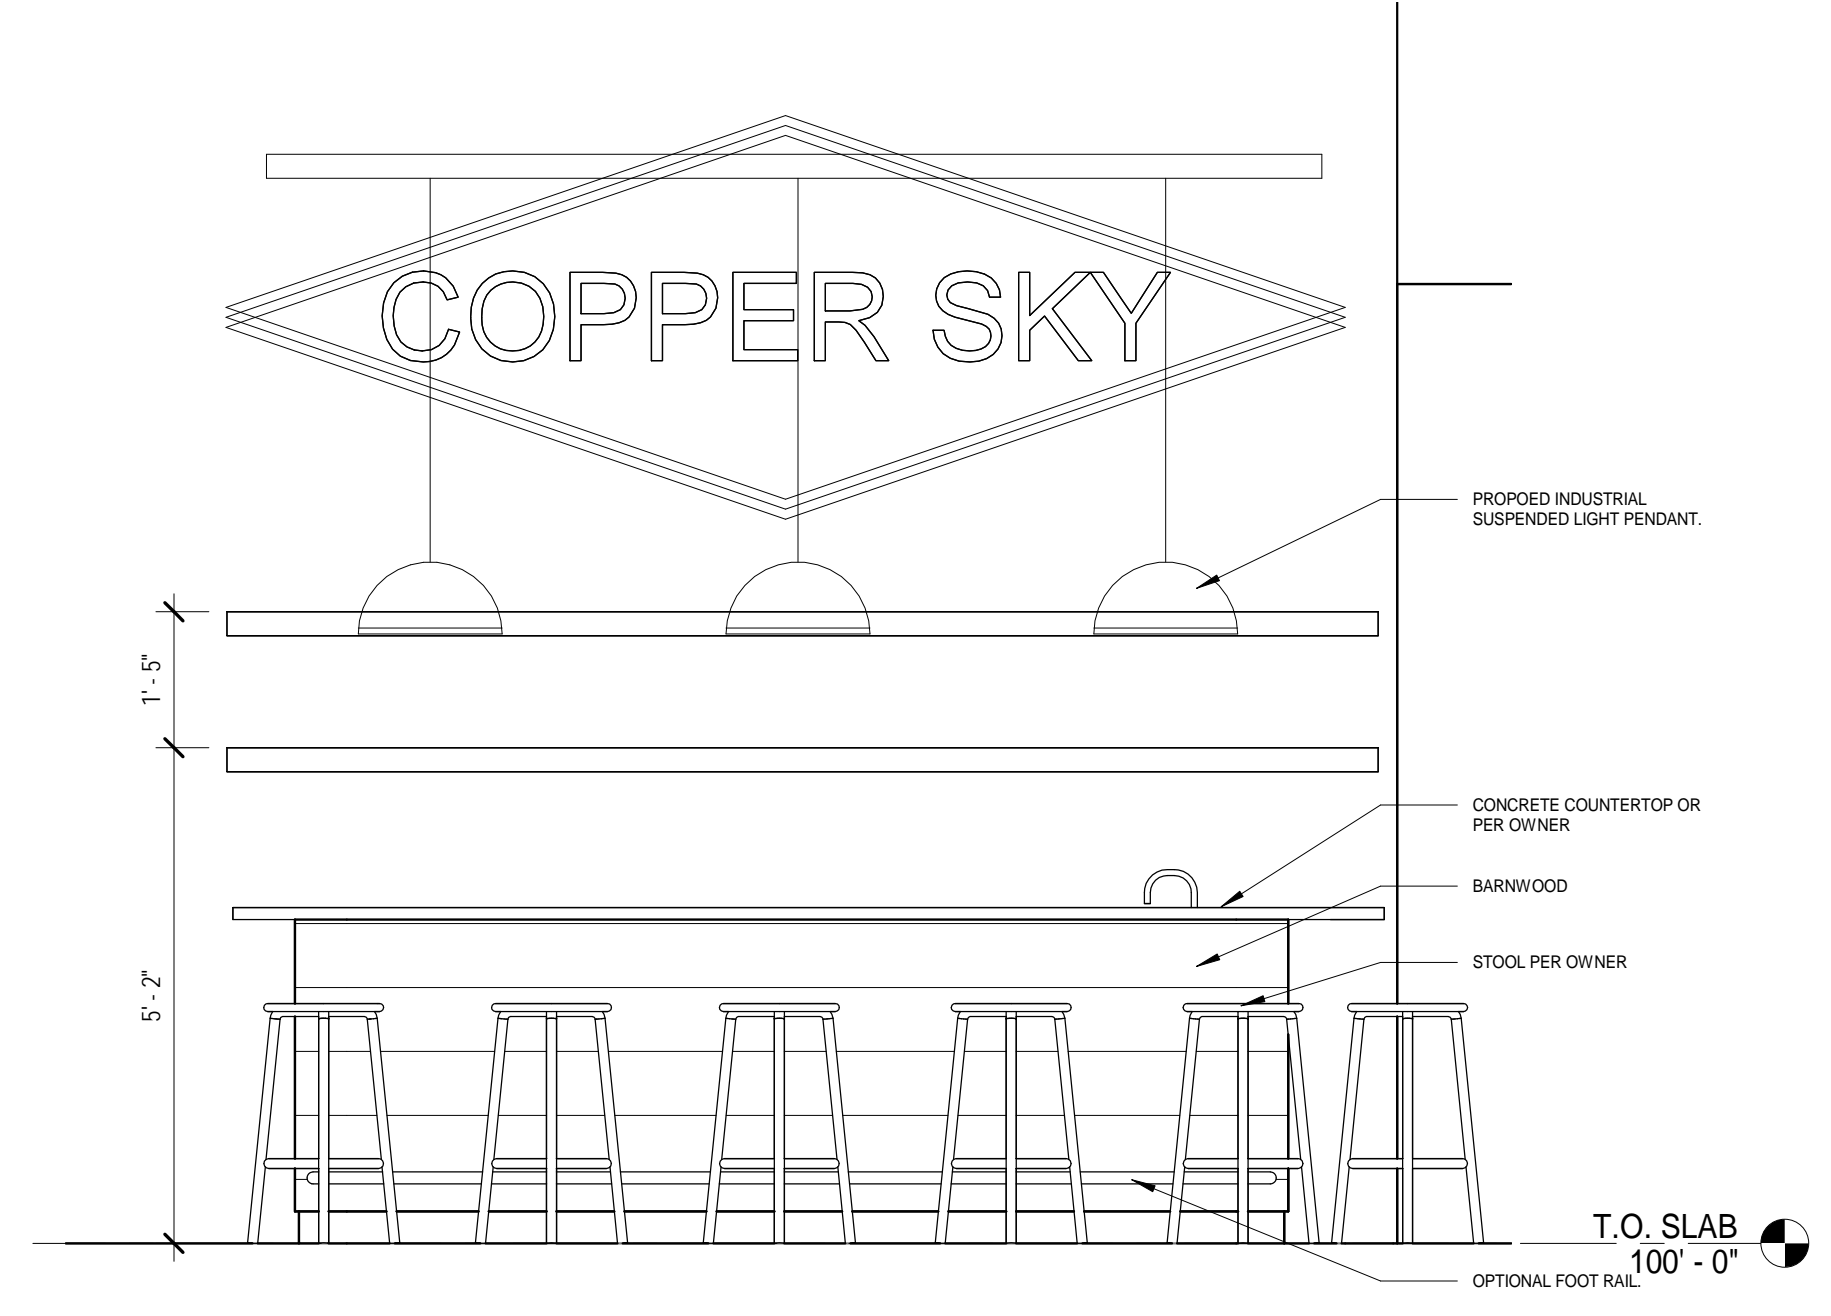 COPPER SKY
PROPOED INDUSTRIAL
SUSPENDED LIGHT PENDANT.
1' - 5"
CONCRETE COUNTERTOP OR
PER OWNER
BARNWOOD
STOOL PER OWNER
5' - 2"
T.O. SLAB
100' - 0"
OPTIONAL FOOT RAIL.